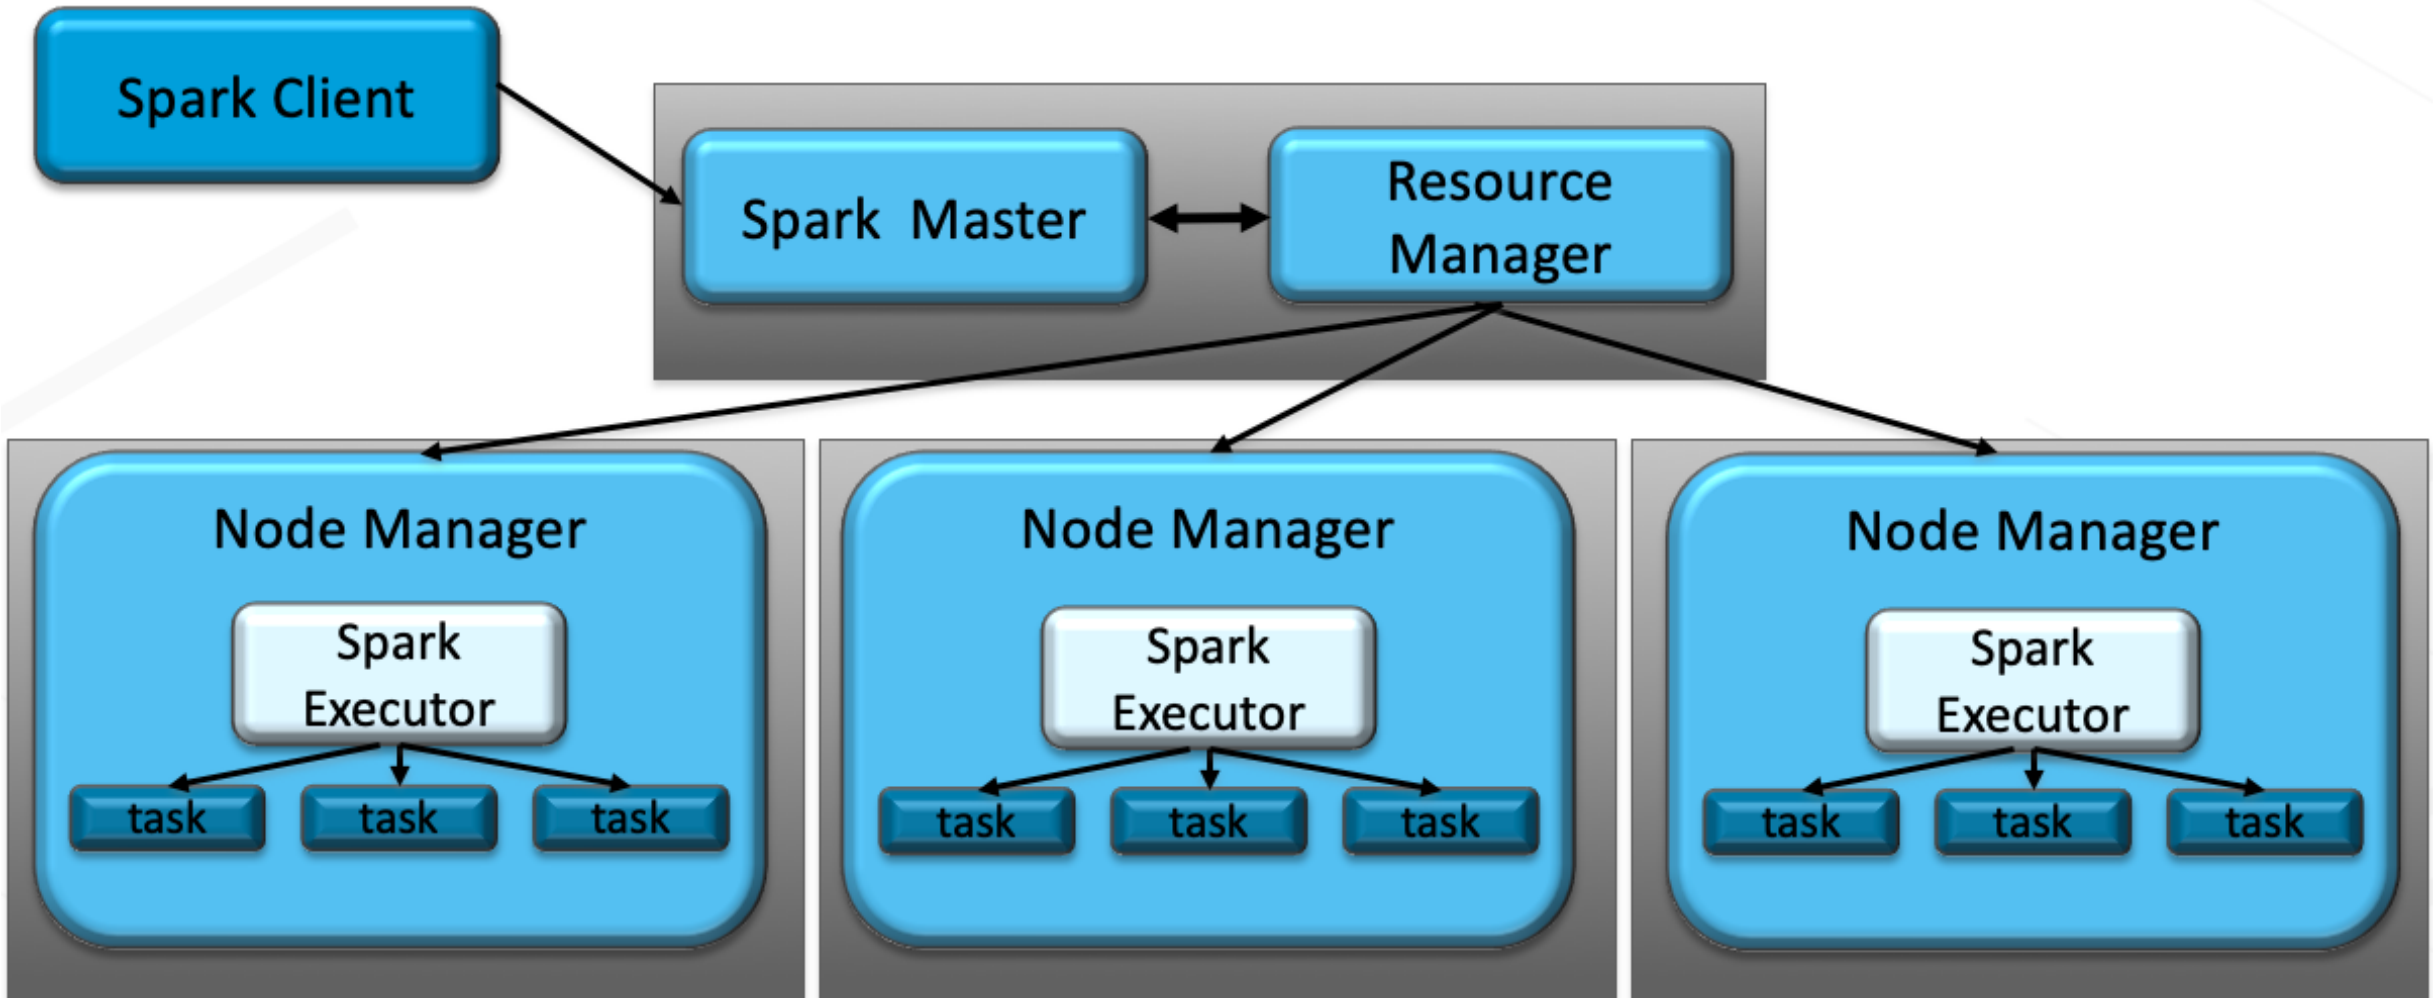 Spark Client
Spark Master
Resource
Manager
Node Manager
Spark
Executor
task
task
task
Node Manager
Spark
Executor
task
task
task
Node Manager
Spark
Executor
task
task
task